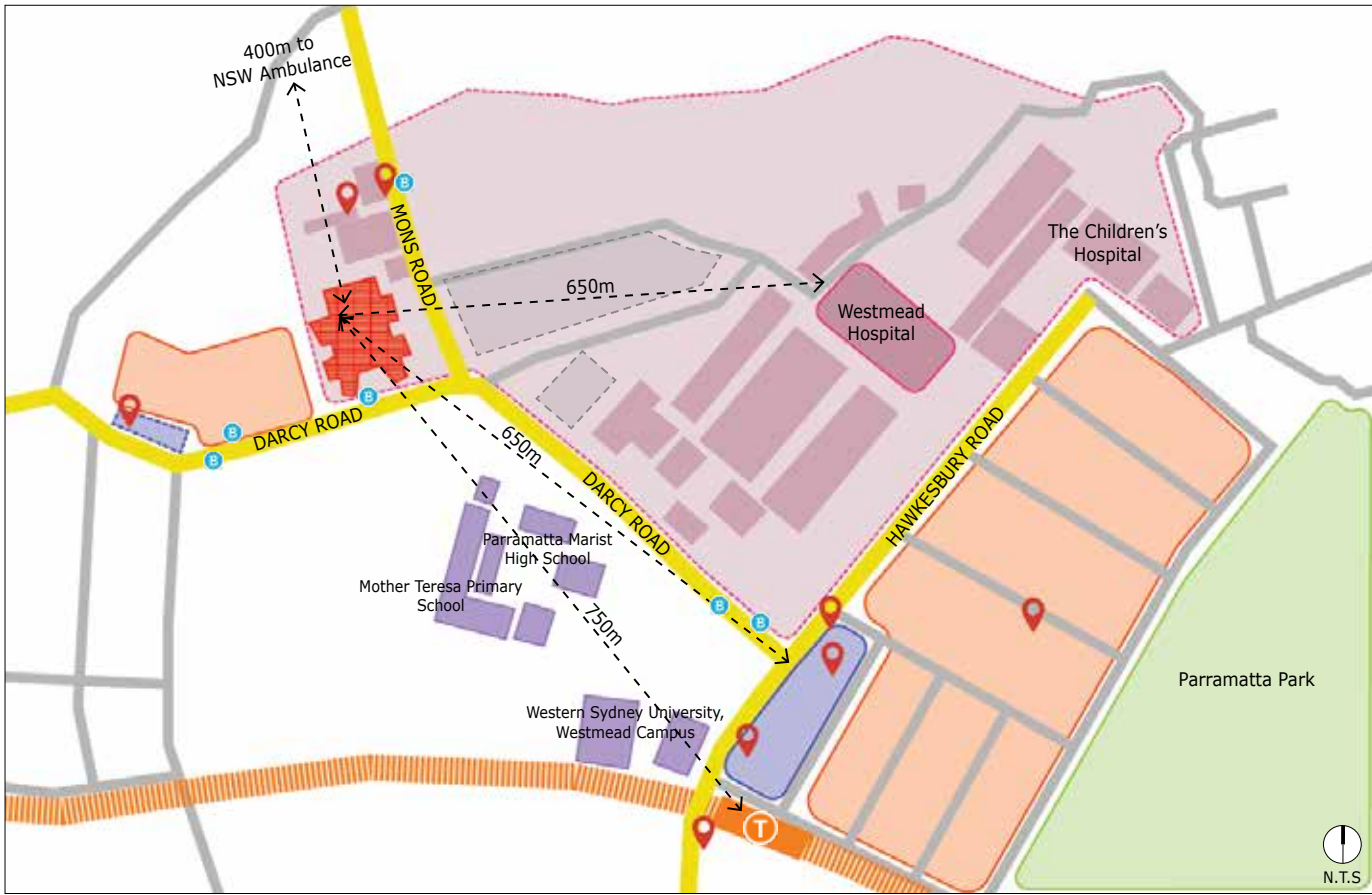 400m to
NSW Ambulance
B
MONS ROAD
The Children's
Hospital
650m
Westmead
Hospital
B
B
DARCY ROAD
B
HAWKESBURY ROAD
650m
DARCY ROAD
Parramatta Marist
High School
Mother Teresa Primary
School
750m
B
B
Parramatta Park
Western Sydney University,
Westmead Campus
T
N.T.S